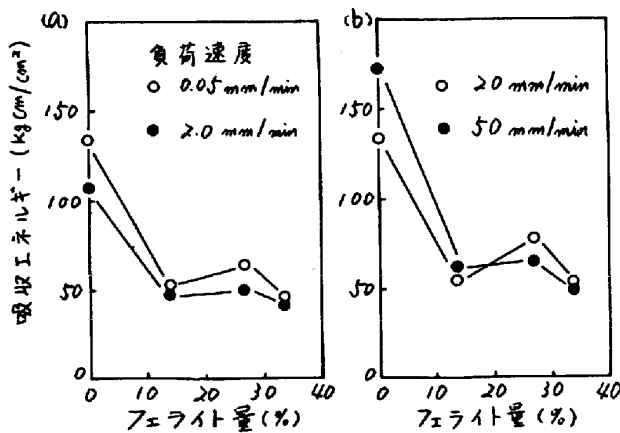 (a)
負荷速度
○ 0.05 mm/min
● 2.0 mm/min
吸収エネルギー (kg cm/cm²)
150
100
50
0
0 10 20 30 40
フェライト量(%)
(b)
○ 20 mm/min
● 50 mm/min
150
100
50
0
0 10 20 30 40
フェライト量(%)